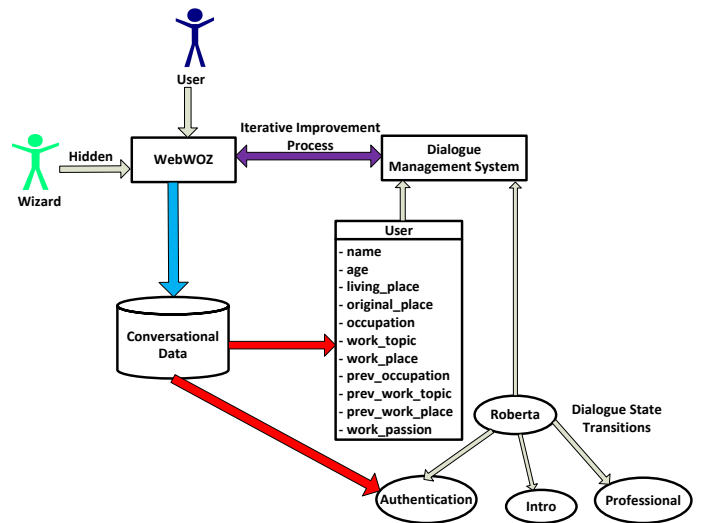 User
Iterative Improvement
Process
Hidden
WebWOZ
Dialogue
Management System
Wizard
User
- name
- age
- living_place
- original_place
- occupation
- work_topic
- work_place
- prev_occupation
- prev_work_topic
- prev_work_place
- work_passion
Conversational
Data
Roberta
Dialogue State
Transitions
Authentication
Intro
Professional